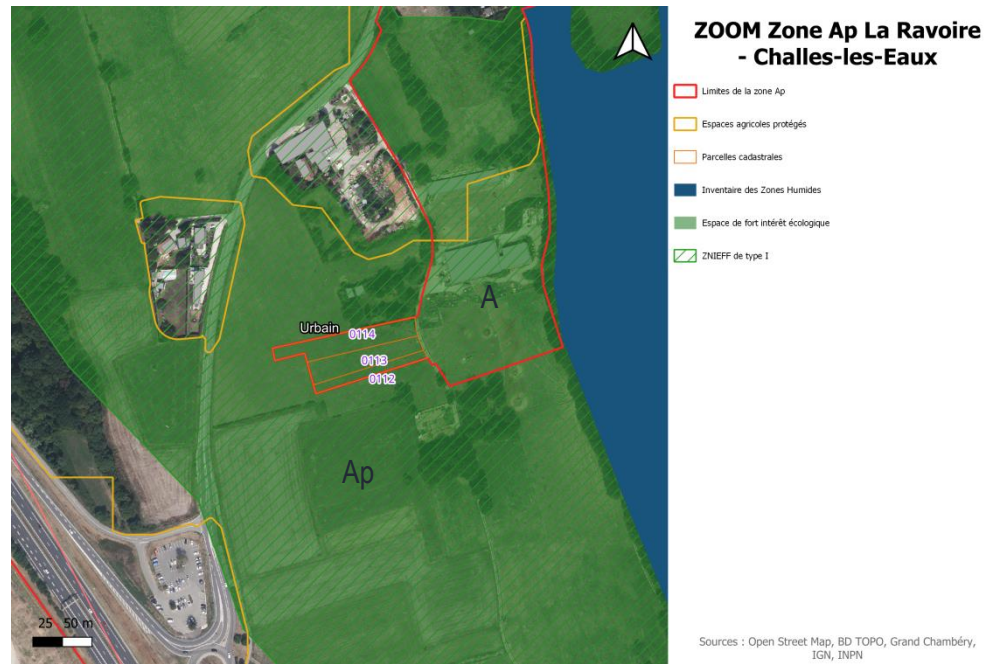 ZOOM Zone Ap La Ravoire
- Challes-les-Eaux
Limites de la zone Ap
Espaces agricoles protégés
Parcelles cadastrales
Inventaire des Zones Humides
Espace de fort intérêt écologique
ZNIEFF de type I
A
Urbain
0114
0113
0112
Ap
25 50 m
Sources : Open Street Map, BD TOPO, Grand Chambéry,
IGN, INPN